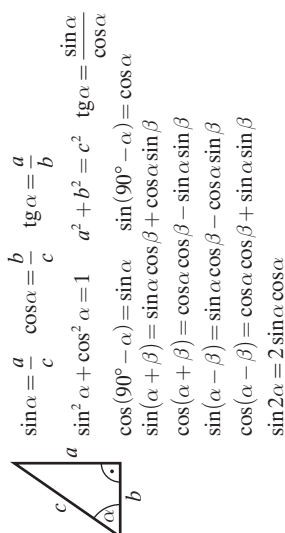 c
a
α
b
sin α = a/c cos α = b/c tg α = a/b
sin² α + cos² α = 1 a² + b² = c² tg α = sin α/cos α
cos(90° − α) = sin α sin(90° − α) = cos α
sin(α + β) = sin α cos β + cos α sin β
cos(α + β) = cos α cos β − sin α sin β
sin(α − β) = sin α cos β − cos α sin β
cos(α − β) = cos α cos β + sin α sin β
sin 2α = 2 sin α cos α